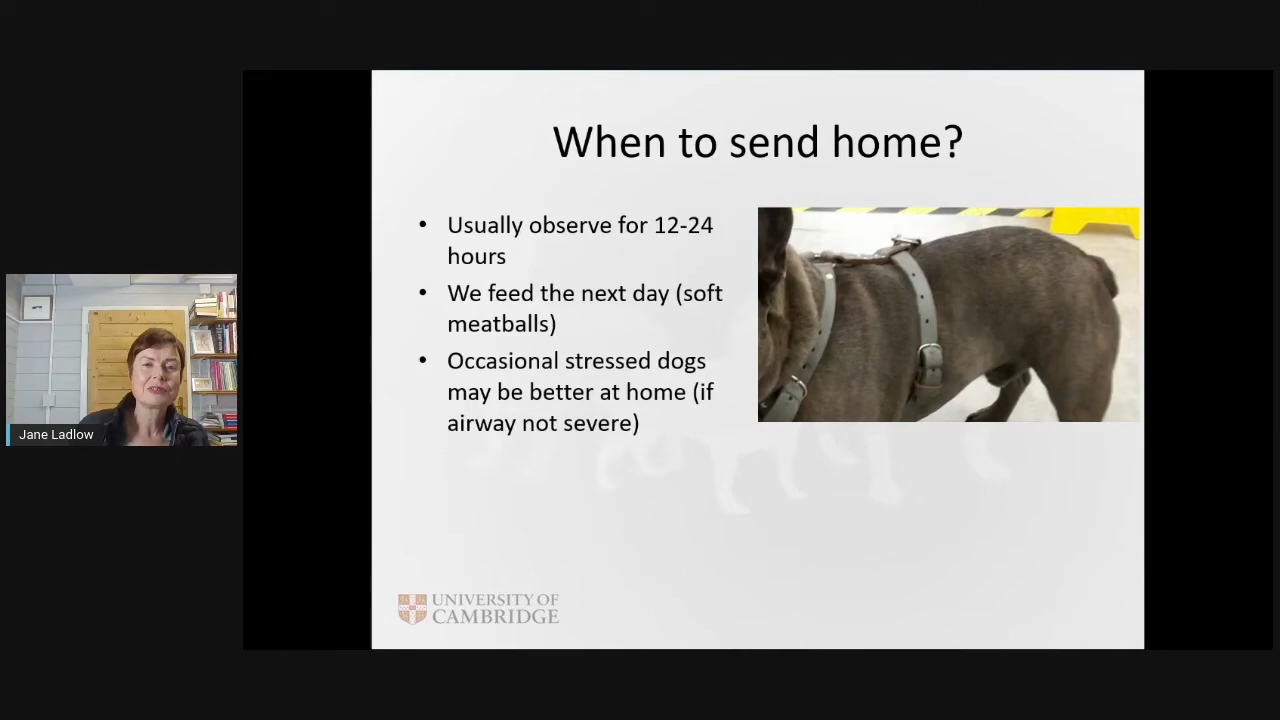 When to send home?
• Usually observe for 12-24
hours
• We feed the next day (soft
meatballs)
• Occasional stressed dogs
may be better at home (if
airway not severe)
Jane Ladlow
UNIVERSITY OF
CAMBRIDGE